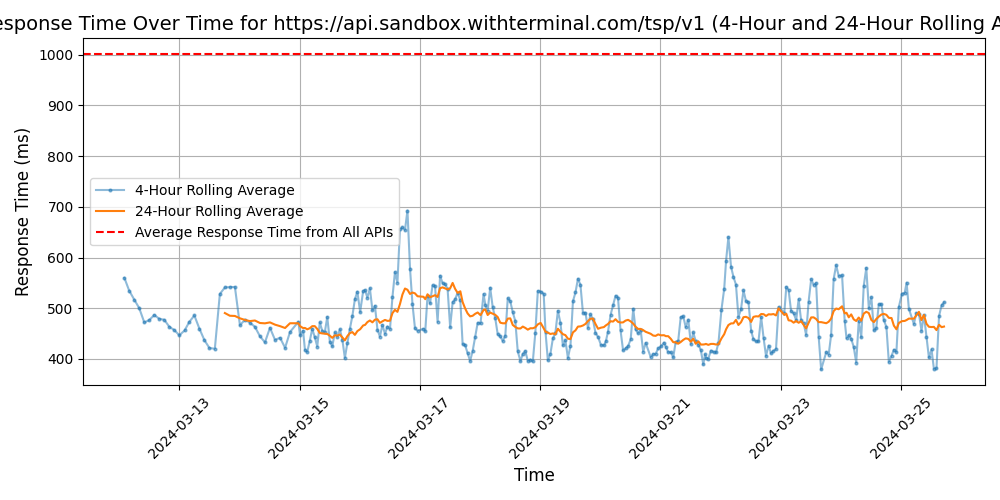 esponse Time Over Time for https://api.sandbox.withterminal.com/tsp/v1 (4-Hour and 24-Hour Rolling A
Response Time (ms)
1000
900
800
700
600
500
400
4-Hour Rolling Average
24-Hour Rolling Average
Average Response Time from All APIs
2024-03-13
2024-03-15
2024-03-17
2024-03-19
2024-03-21
2024-03-23
2024-03-25
Time